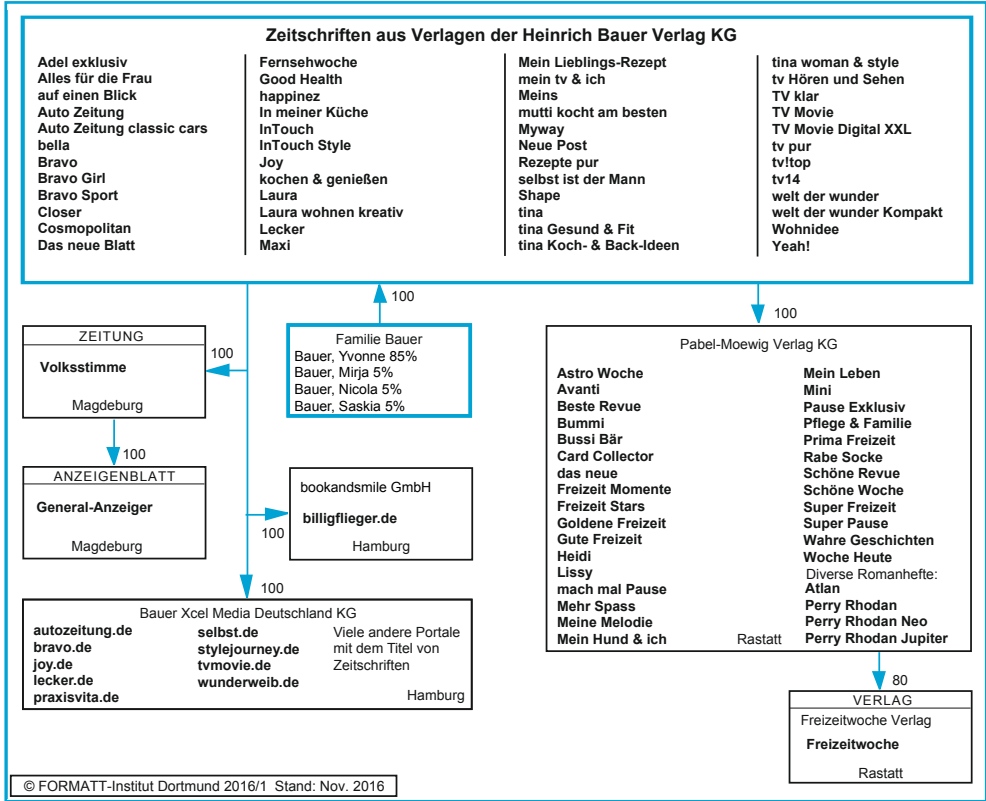 Zeitschriften aus Verlagen der Heinrich Bauer Verlag KG
Adel exklusiv
Alles für die Frau
auf einen Blick
Auto Zeitung
Auto Zeitung classic cars
bella
Bravo
Bravo Girl
Bravo Sport
Closer
Cosmopolitan
Das neue Blatt
Fernsehwoche
Good Health
happinez
In meiner Küche
InTouch
InTouch Style
Joy
kochen & genießen
Laura
Laura wohnen kreativ
Lecker
Maxi
Mein Lieblings-Rezept
mein tv & ich
Meins
mutti kocht am besten
Myway
Neue Post
Rezepte pur
selbst ist der Mann
Shape
tina
tina Gesund & Fit
tina Koch- & Back-Ideen
tina woman & style
tv Hören und Sehen
TV klar
TV Movie
TV Movie Digital XXL
tv pur
tv!top
tv14
welt der wunder
welt der wunder Kompakt
Wohnidee
Yeah!
100
100
ZEITUNG
Volksstimme
Magdeburg
100
Familie Bauer
Bauer, Yvonne 85%
Bauer, Mirja 5%
Bauer, Nicola 5%
Bauer, Saskia 5%
100
ANZEIGENBLATT
General-Anzeiger
Magdeburg
bookandsmile GmbH
billigflieger.de
Hamburg
100
100
Bauer Xcel Media Deutschland KG
autozeitung.de
bravo.de
joy.de
lecker.de
praxisvita.de
selbst.de
stylejourney.de
tvmovie.de
wunderweib.de
Viele andere Portale
mit dem Titel von
Zeitschriften
Hamburg
Pabel-Moewig Verlag KG
Astro Woche
Avanti
Beste Revue
Bummi
Bussi Bär
Card Collector
das neue
Freizeit Momente
Freizeit Stars
Goldene Freizeit
Gute Freizeit
Heidi
Lissy
mach mal Pause
Mehr Spass
Meine Melodie
Mein Hund & ich
Mein Leben
Mini
Pause Exklusiv
Pflege & Familie
Prima Freizeit
Rabe Socke
Schöne Revue
Schöne Woche
Super Freizeit
Super Pause
Wahre Geschichten
Woche Heute
Diverse Romanhefte:
Atlan
Perry Rhodan
Perry Rhodan Neo
Perry Rhodan Jupiter
Rastatt
80
VERLAG
Freizeitwoche Verlag
Freizeitwoche
Rastatt
© FORMATT-Institut Dortmund 2016/1 Stand: Nov. 2016